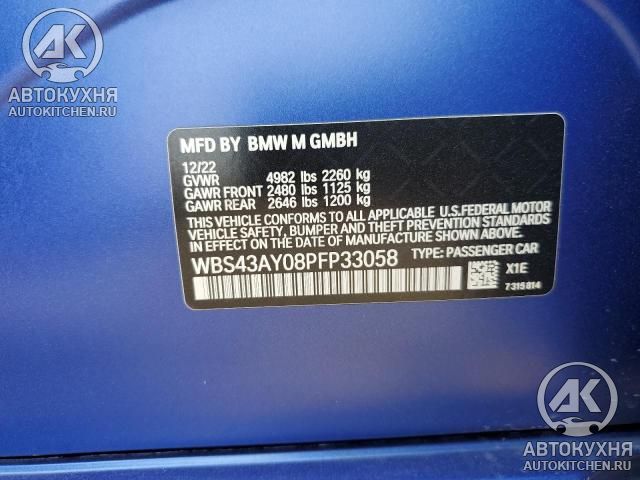 АК
АВТОКУХНЯ
AUTOKITCHEN.RU
MFD BY BMW M GMBH
12/22
GVWR 4982 lbs 2260 kg
GAWR FRONT 2480 lbs 1125 kg
GAWR REAR 2646 lbs 1200 kg
THIS VEHICLE CONFORMS TO ALL APPLICABLE U.S.FEDERAL MOTOR
VEHICLE SAFETY, BUMPER AND THEFT PREVENTION STANDARDS
IN EFFECT ON THE DATE OF MANUFACTURE SHOWN ABOVE.
WBS43AY08PFP33058 TYPE: PASSENGER CAR
X1E
7315814
АК
АВТОКУХНЯ
AUTOKITCHEN.RU